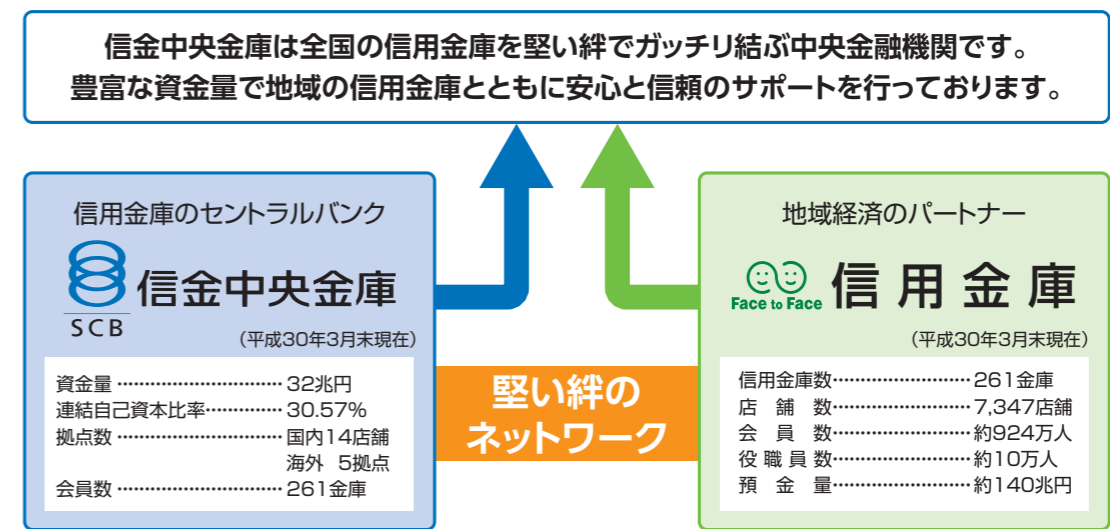 信金中央金庫は全国の信用金庫を堅い絆でガッチリ結ぶ中央金融機関です。
豊富な資金量で地域の信用金庫とともに安心と信頼のサポートを行っております。
信用金庫のセントラルバンク
SCB
信金中央金庫
(平成30年3月末現在)
資金量 …………………………… 32兆円
連結自己資本比率…………… 30.57%
拠点数 …………………………… 国内14店舗
海外 5拠点
会員数 …………………………… 261金庫
堅い絆の
ネットワーク
地域経済のパートナー
Face to Face
信用金庫
(平成30年3月末現在)
信用金庫数………………………261金庫
店舗数………………………7,347店舗
会員数………………………約924万人
役職員数………………………約10万人
預金量………………………約140兆円